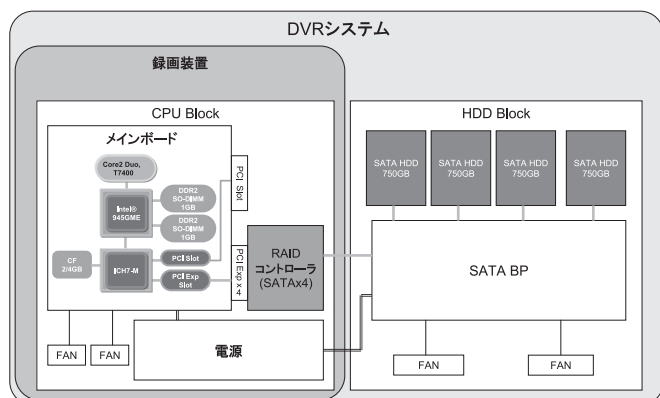 DVRシステム
録画装置
CPU Block
メインボード
Core2 Duo,
T7400
Intel®
945GME
DDR2
SO-DIMM
1GB
DDR2
SO-DIMM
1GB
CF
2/4GB
ICH7-M
PCI Slot
PCI Exp
Slot
PCI Slot
PCI Exp x 4
RAID
コントローラ
(SATAx4)
FAN
FAN
電源
HDD Block
SATA HDD
750GB
SATA HDD
750GB
SATA HDD
750GB
SATA HDD
750GB
SATA BP
FAN
FAN